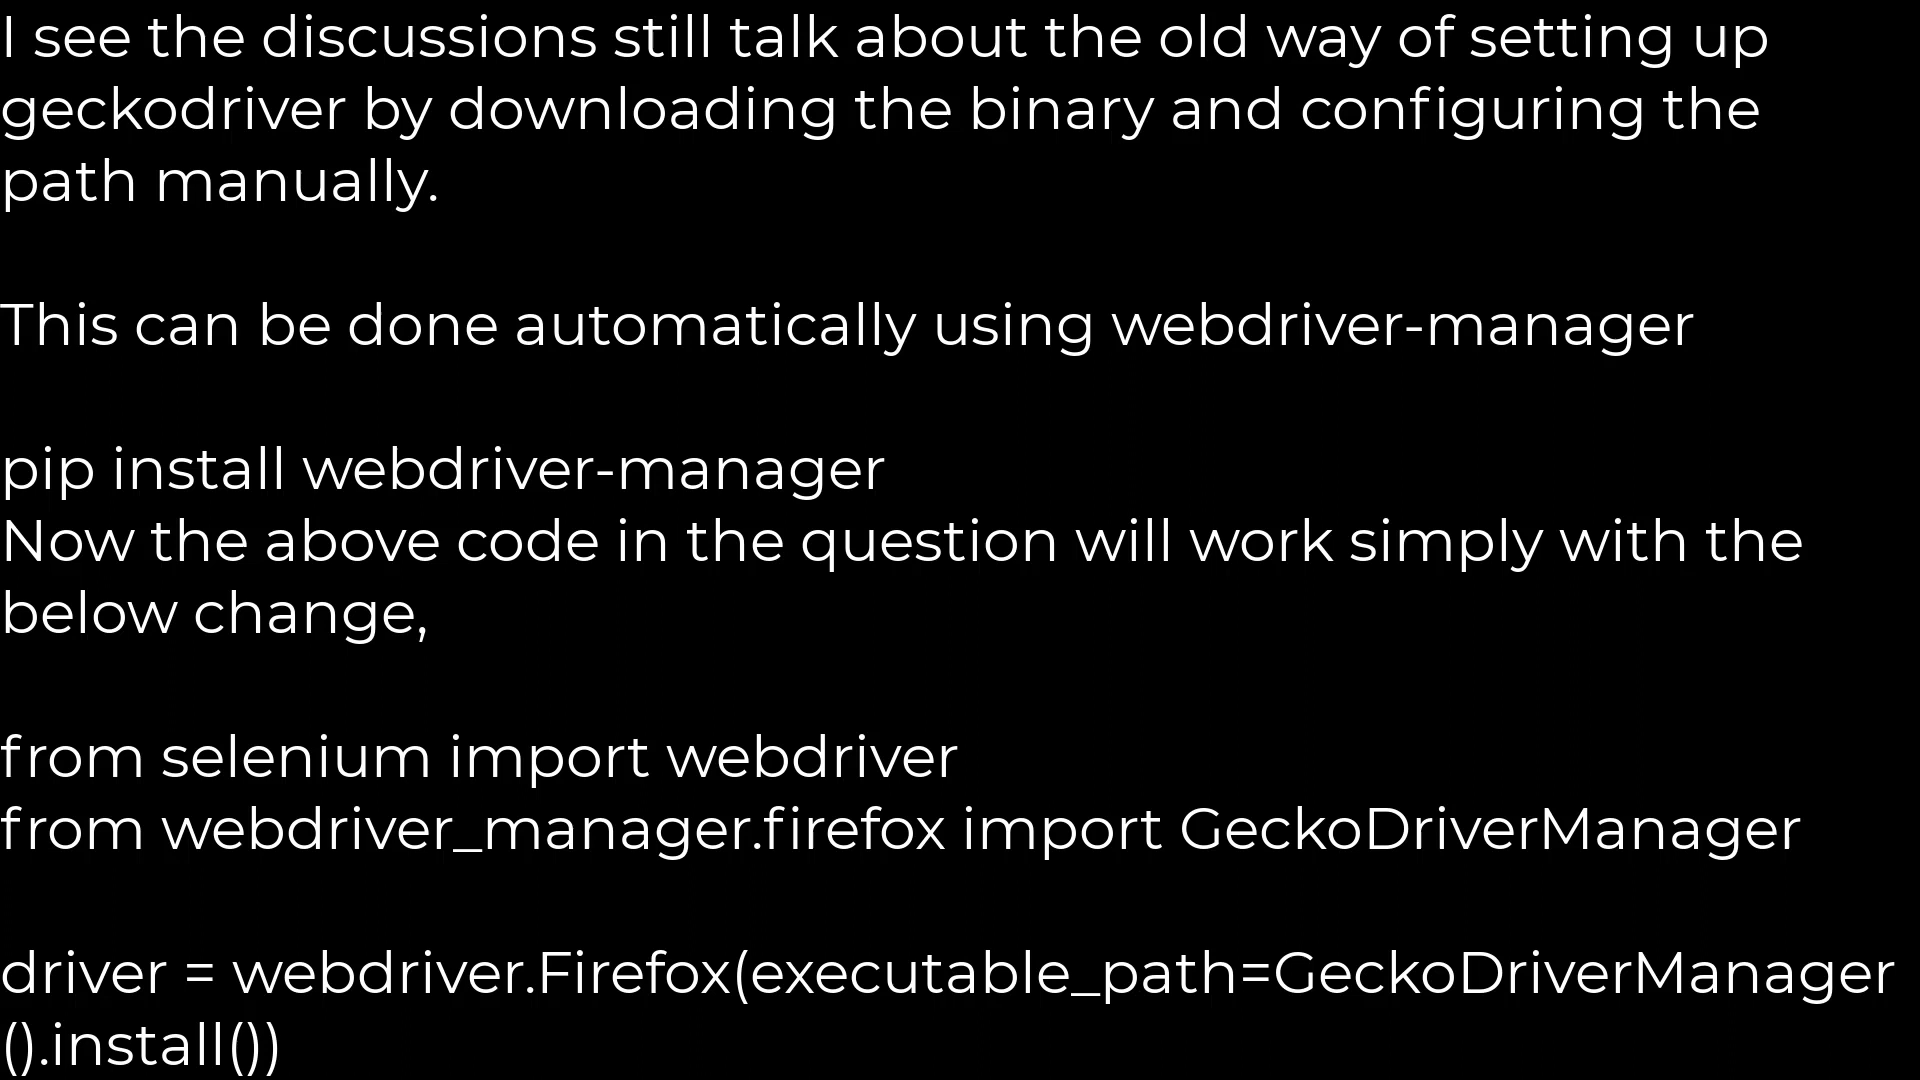 I see the discussions still talk about the old way of setting up
geckodriver by downloading the binary and configuring the
path manually.
This can be done automatically using webdriver-manager
pip install webdriver-manager
Now the above code in the question will work simply with the
below change,
from selenium import webdriver
from webdriver_manager.firefox import GeckoDriverManager
driver = webdriver.Firefox(executable_path=GeckoDriverManager
().install())